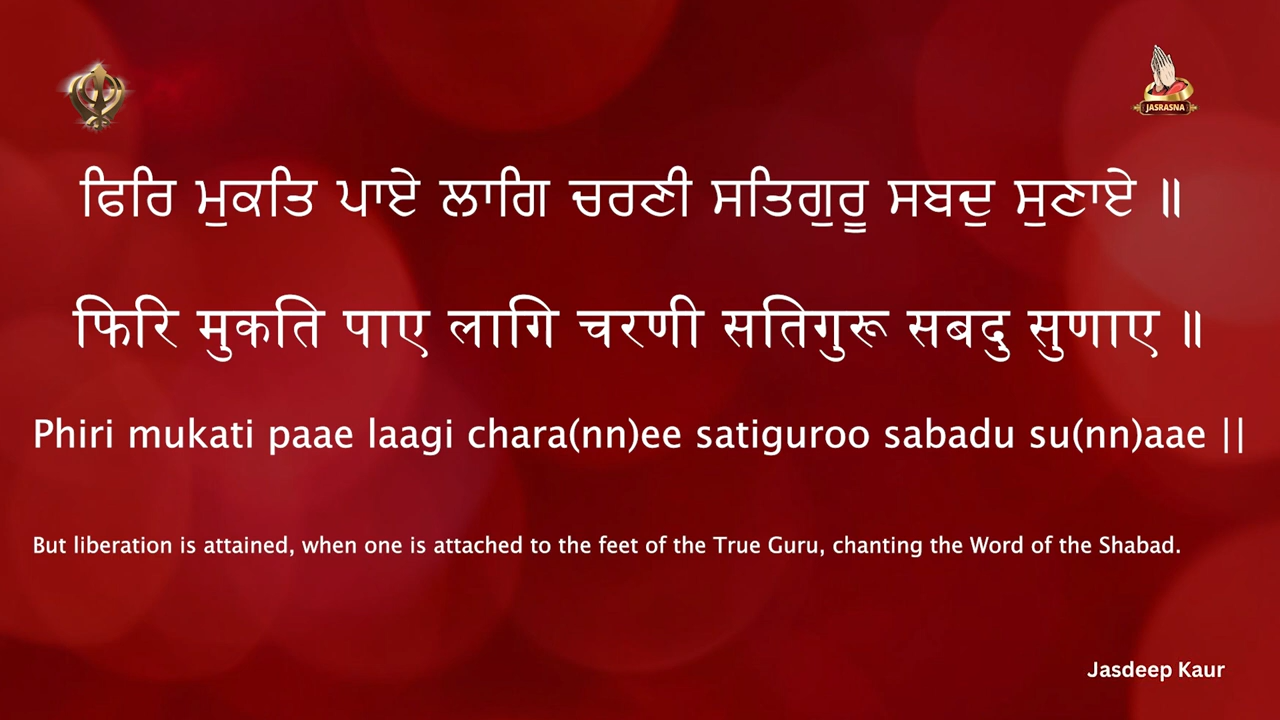 JASRASNA
ਫਿਰਿ ਮੁਕਤਿ ਪਾਏ ਲਾਗਿ ਚਰਣੀ ਸਤਿਗੁਰੂ ਸਬਦੁ ਸੁਣਾਏ ॥
फिरि मुकति पाए लागि चरणी सतिगुरू सबदु सुणाए ॥
Phiri mukati paae laagi chara(nn)ee satiguroo sabadu su(nn)aae ||
But liberation is attained, when one is attached to the feet of the True Guru, chanting the Word of the Shabad.
Jasdeep Kaur